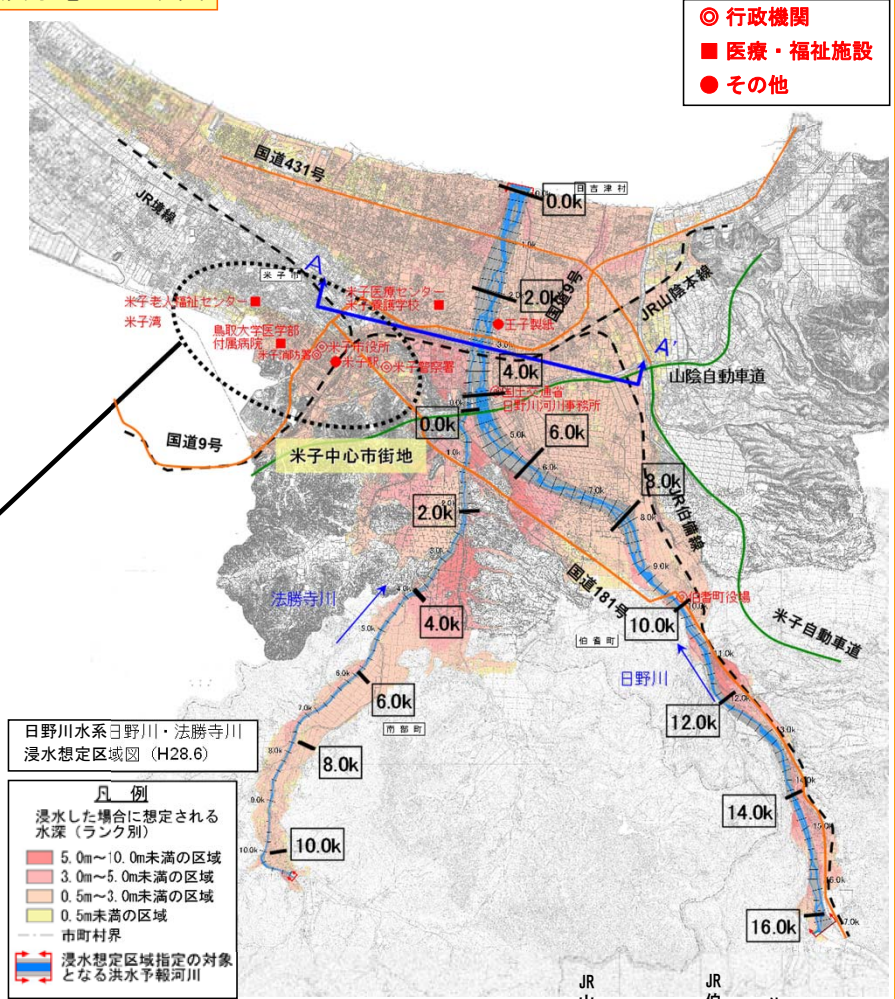 ◎ 行政機関
■ 医療・福祉施設
● その他
国道431号
日吉津村
0.0k
JR境線
米子市
A
米子医療センター
米子養護学校
2.0k
国道9号
JR山陰本線
米子老人福祉センター
米子湾
王子製紙
鳥取大学医学部
付属病院
米子市役所
米子消防署
米子駅
米子警察署
A'
4.0k
山陰自動車道
国土交通省
日野川河川事務所
0.0k
国道9号
米子中心市街地
6.0k
8.0k
JR伯備線
2.0k
法勝寺川
国道181号
4.0k
伯耆町役場
10.0k
伯耆町
米子自動車道
日野川
6.0k
12.0k
南部町
8.0k
14.0k
10.0k
16.0k
日野川水系日野川・法勝寺川
浸水想定区域図（H28.6）
凡 例
浸水した場合に想定される
水深（ランク別）
5.0m～10.0m未満の区域
3.0m～5.0m未満の区域
0.5m～3.0m未満の区域
0.5m未満の区域
市町村界
浸水想定区域指定の対象
となる洪水予報河川
JR
JR